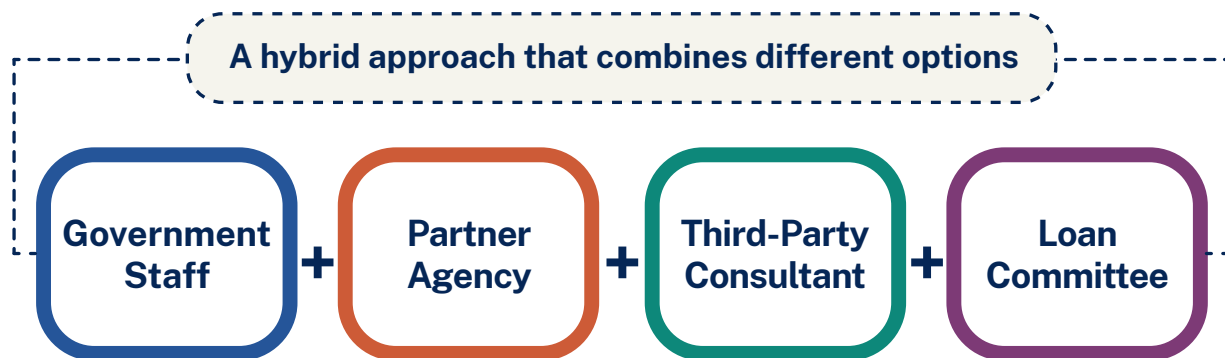 A hybrid approach that combines different options
Government
Staff
+
Partner
Agency
+
Third-Party
Consultant
+
Loan
Committee